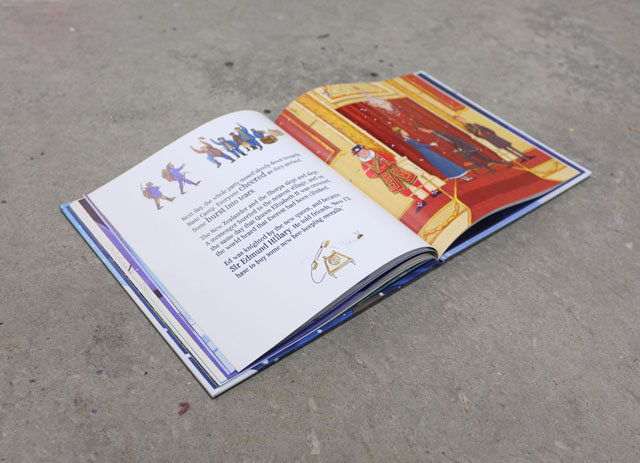 Next day, the whole party moved slowly down towards
Base Camp. Everyone cheered as they arrived.
Some burst into tears.
The New Zealander and the Sherpa slept and slept.
A messenger hurried to the nearest village, and on
the same day that Queen Elizabeth II was crowned,
the world heard that Everest had been climbed.
Ed was knighted by the new queen, and became
Sir Edmund Hillary. He told friends, "Now I'll
have to buy some new bee-keeping overalls."